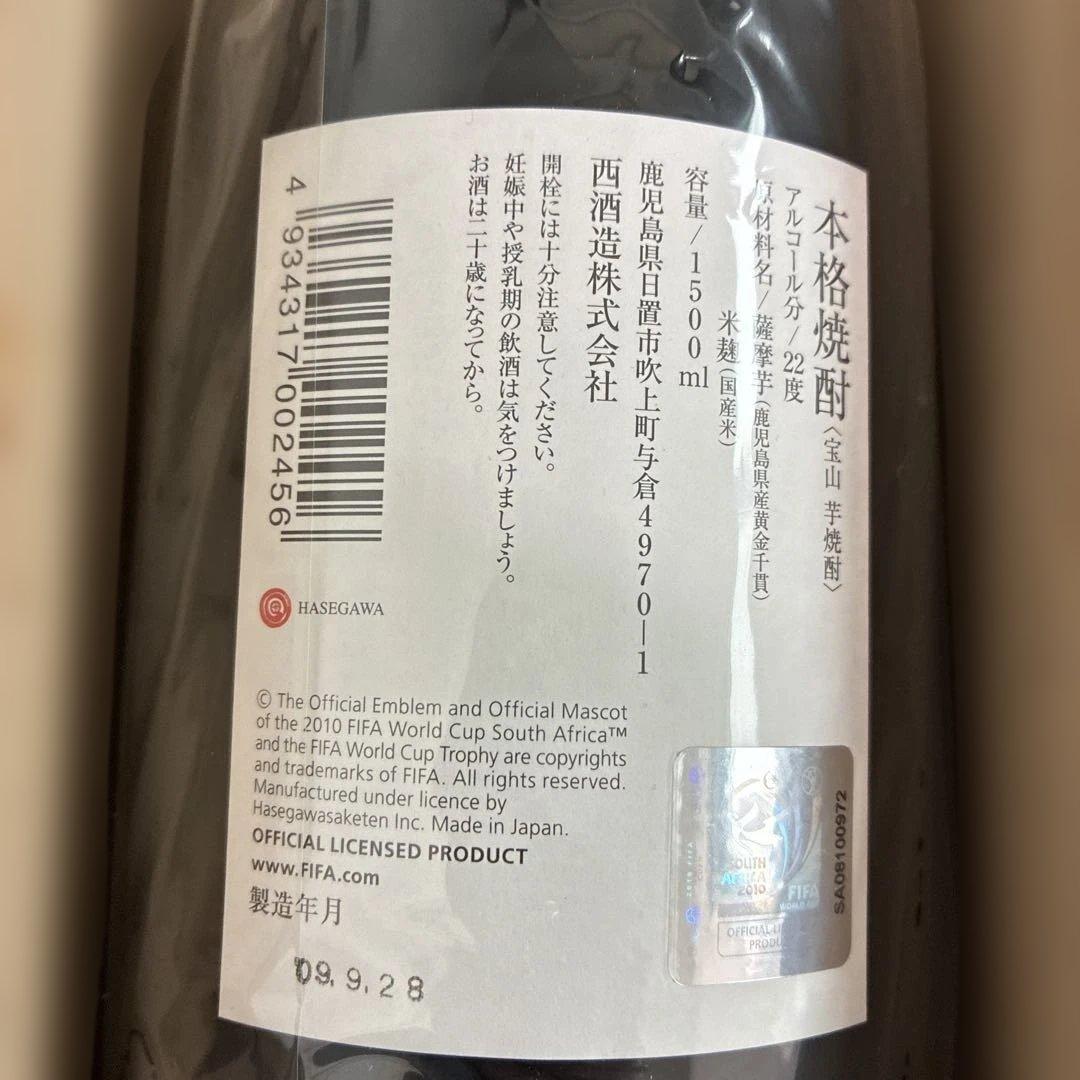 本格焼酎〈宝山 芋焼酎〉
アルコール分/22度
原材料名/薩摩芋(鹿児島県産黄金千貫)
米麹(国産米)
容量/1500ml
鹿児島県日置市吹上町与倉4970-1
西酒造株式会社
開栓には十分注意してください。
妊娠中や授乳期の飲酒は気をつけましょう。
お酒は二十歳になってから。
4 934317 002456
HASEGAWA
© The Official Emblem and Official Mascot
of the 2010 FIFA World Cup South Africa™
and the FIFA World Cup Trophy are copyrights
and trademarks of FIFA. All rights reserved.
Manufactured under licence by
Hasegawasaketen Inc. Made in Japan.
OFFICIAL LICENSED PRODUCT
www.FIFA.com
製造年月
09.9.28
SOUTH
AFRICA
2010
FIFA
OFFICIAL
SA08100972